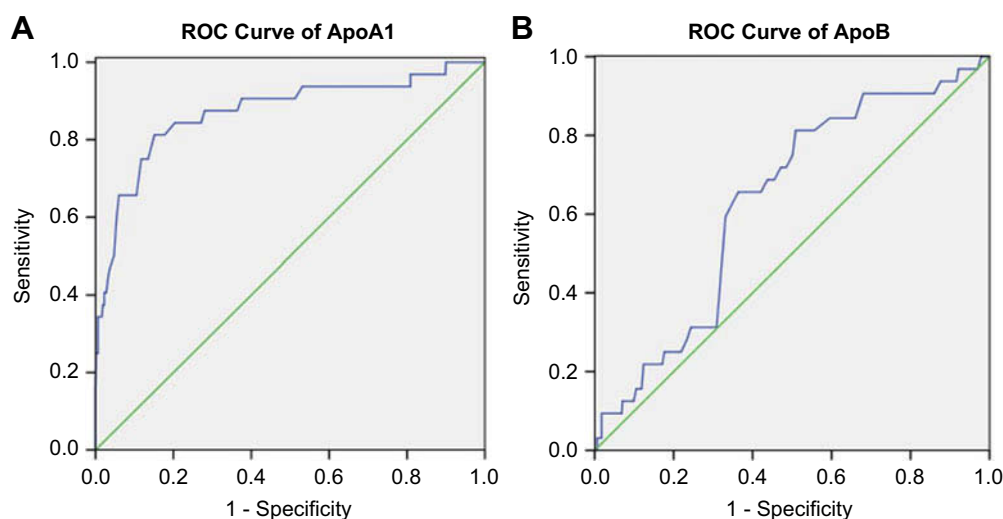 A
ROC Curve of ApoA1
1.0
0.8
0.6
0.4
0.2
0.0
Sensitivity
0.0 0.2 0.4 0.6 0.8 1.0
1 - Specificity
B
ROC Curve of ApoB
1.0
0.8
0.6
0.4
0.2
0.0
Sensitivity
0.0 0.2 0.4 0.6 0.8 1.0
1 - Specificity